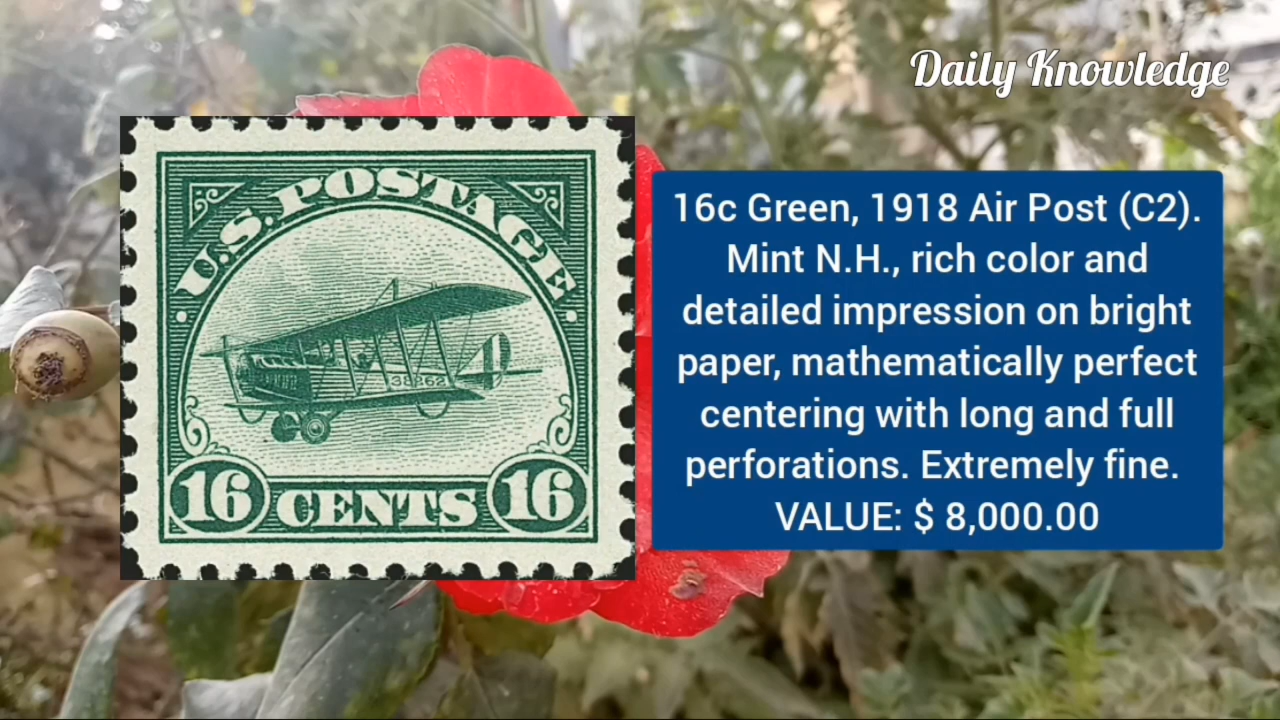 Daily Knowledge
U.S. POSTAGE
38262
16 CENTS 16
16c Green, 1918 Air Post (C2).
Mint N.H., rich color and
detailed impression on bright
paper, mathematically perfect
centering with long and full
perforations. Extremely fine.
VALUE: $ 8,000.00